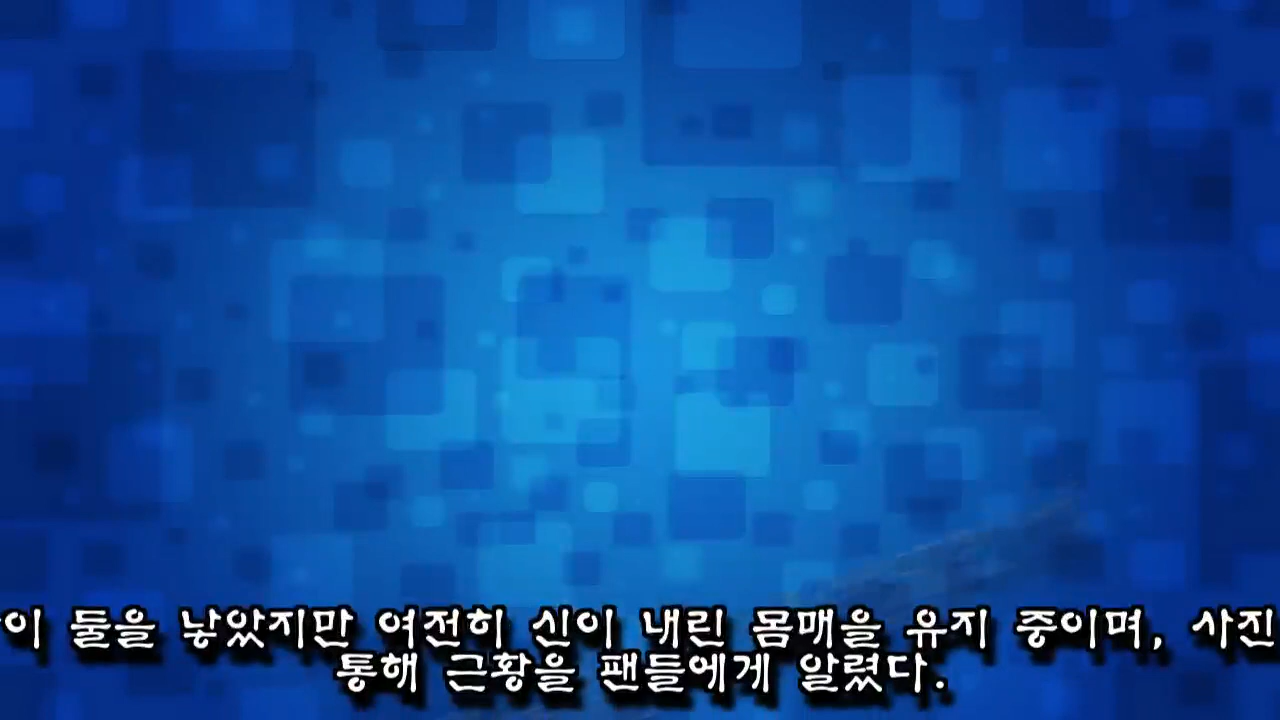 이 둘을 낳았지만 여전히 신이 내린 몸매를 유지 중이며, 사진
통해 근황을 팬들에게 알렸다.